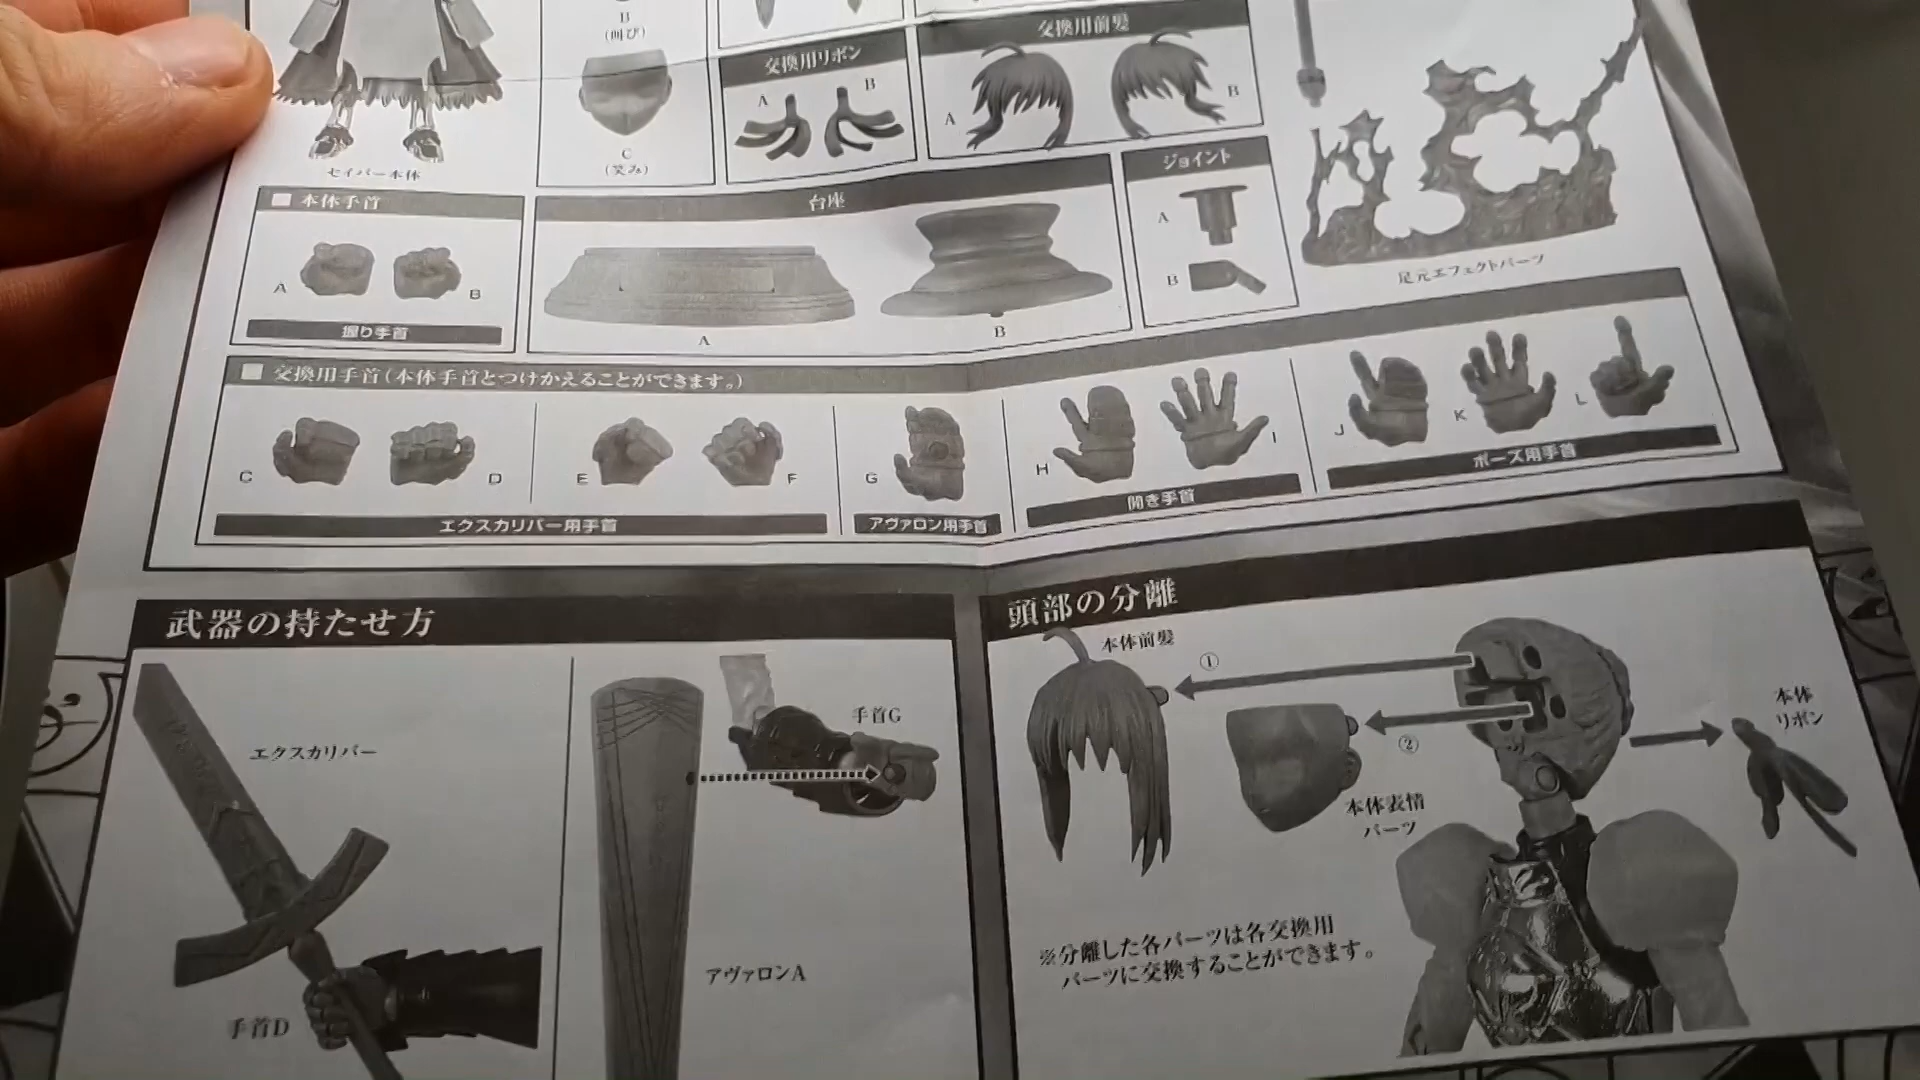 B
(叫び)
C
(笑み)
セイバー本体
交換用リボン
A
B
交換用前髪
A
B
本体手首
A
B
握り手首
台座
A
B
ジョイント
A
B
足元エフェクトパーツ
交換用手首(本体手首とつけかえることができます。)
C
D
E
F
エクスカリバー用手首
G
アヴァロン用手首
H
I
開き手首
J
K
L
ポーズ用手首
武器の持たせ方
エクスカリバー
手首D
手首G
アヴァロンA
頭部の分離
本体前髪
①
②
本体表情
パーツ
本体
リボン
※分離した各パーツは各交換用
パーツに交換することができます。